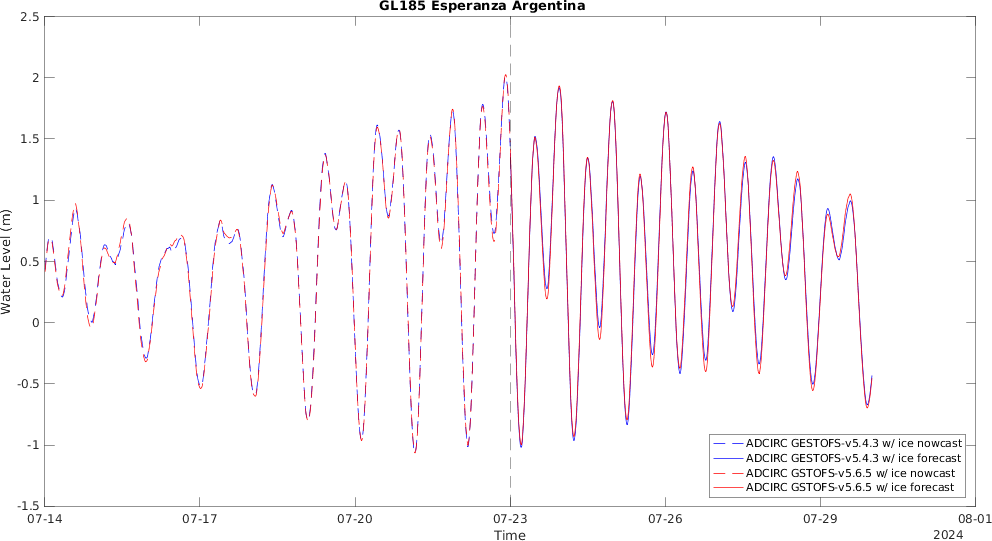 GL185 Esperanza Argentina
2.5
2
1.5
1
0.5
0
-0.5
-1
-1.5
Water Level (m)
07-14
07-17
07-20
07-23
07-26
07-29
08-01
Time
2024
ADCIRC GESTOFS-v5.4.3 w/ ice nowcast
ADCIRC GESTOFS-v5.4.3 w/ ice forecast
ADCIRC GSTOFS-v5.6.5 w/ ice nowcast
ADCIRC GSTOFS-v5.6.5 w/ ice forecast